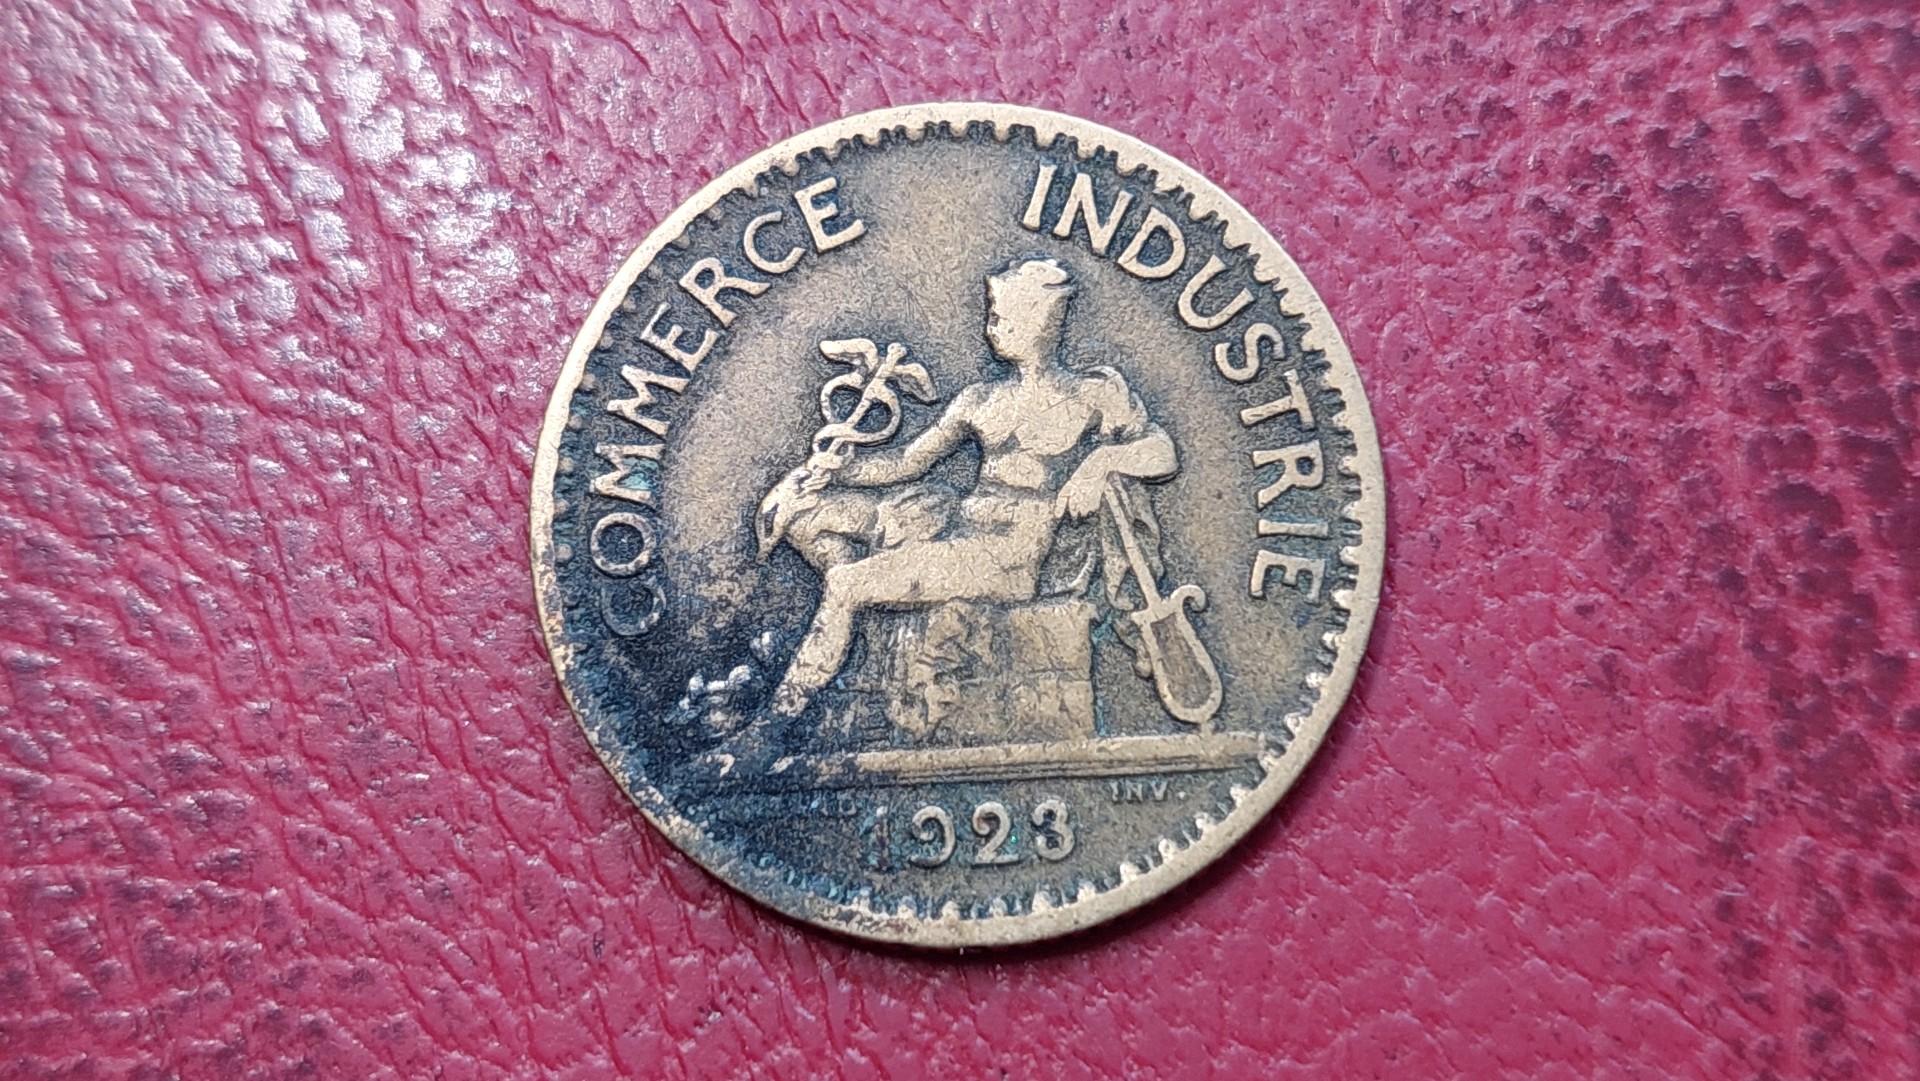 COMMERCE INDUSTRIE
INV.
1923